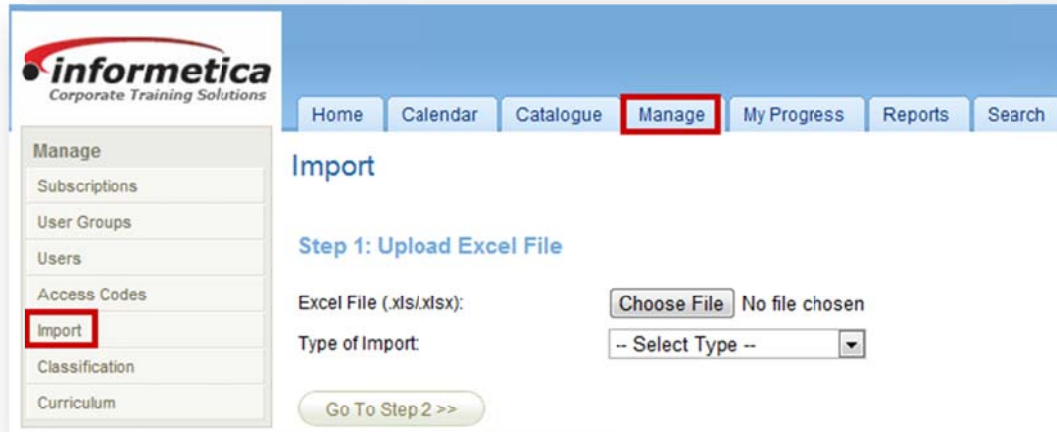 informetica
Corporate Training Solutions
Home Calendar Catalogue Manage My Progress Reports Search
Manage
Subscriptions
User Groups
Users
Access Codes
Import
Classification
Curriculum
Import
Step 1: Upload Excel File
Excel File (.xls/.xlsx): Choose File No file chosen
Type of Import: -- Select Type --
Go To Step 2 >>